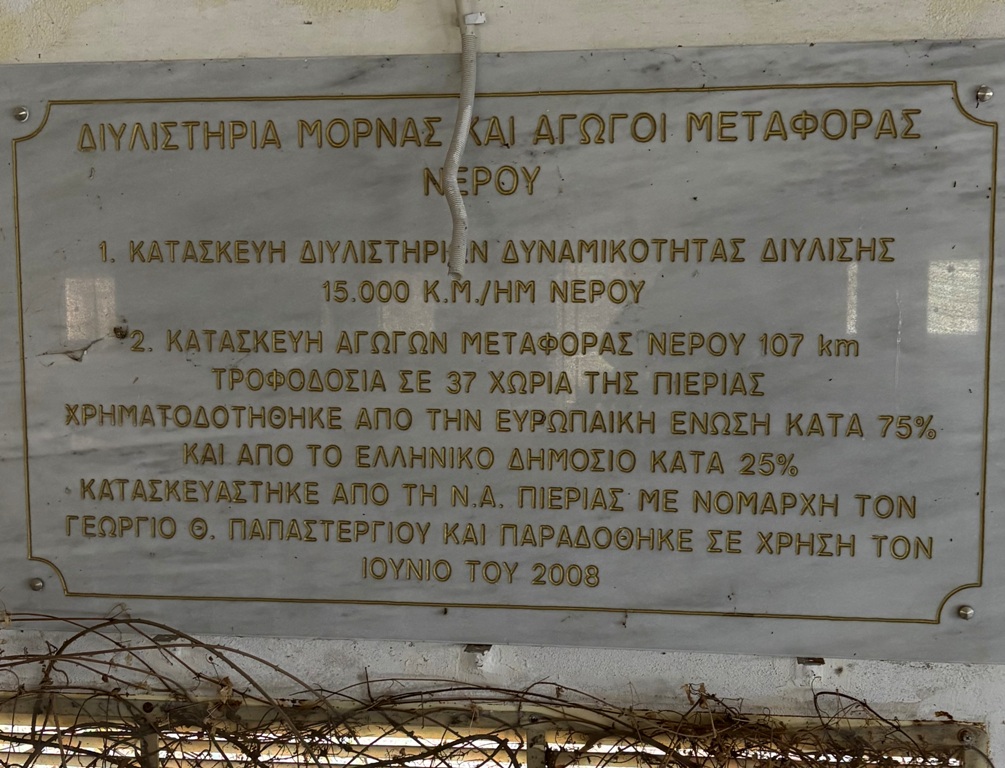 ΔΙΥΛΙΣΤΗΡΙΑ ΜΟΡΝΑΣ ΚΑΙ ΑΓΩΓΟΙ ΜΕΤΑΦΟΡΑΣ
ΝΕΡΟΥ
1. ΚΑΤΑΣΚΕΥΗ ΔΙΥΛΙΣΤΗΡΙΩΝ ΔΥΝΑΜΙΚΟΤΗΤΑΣ ΔΙΥΛΙΣΗΣ
15.000 Κ.Μ./ΗΜ ΝΕΡΟΥ
2. ΚΑΤΑΣΚΕΥΗ ΑΓΩΓΩΝ ΜΕΤΑΦΟΡΑΣ ΝΕΡΟΥ 107 km
ΤΡΟΦΟΔΟΣΙΑ ΣΕ 37 ΧΩΡΙΑ ΤΗΣ ΠΙΕΡΙΑΣ
ΧΡΗΜΑΤΟΔΟΤΗΘΗΚΕ ΑΠΟ ΤΗΝ ΕΥΡΩΠΑΙΚΗ ΕΝΩΣΗ ΚΑΤΑ 75%
ΚΑΙ ΑΠΟ ΤΟ ΕΛΛΗΝΙΚΟ ΔΗΜΟΣΙΟ ΚΑΤΑ 25%
ΚΑΤΑΣΚΕΥΑΣΤΗΚΕ ΑΠΟ ΤΗ Ν.Α. ΠΙΕΡΙΑΣ ΜΕ ΝΟΜΑΡΧΗ ΤΟΝ
ΓΕΩΡΓΙΟ Θ. ΠΑΠΑΣΤΕΡΓΙΟΥ ΚΑΙ ΠΑΡΑΔΟΘΗΚΕ ΣΕ ΧΡΗΣΗ ΤΟΝ
ΙΟΥΝΙΟ ΤΟΥ 2008